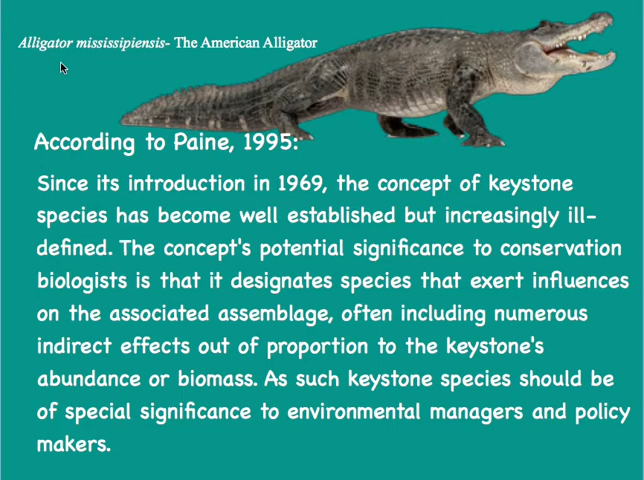 Alligator mississipiensis- The American Alligator
According to Paine, 1995:
Since its introduction in 1969, the concept of keystone
species has become well established but increasingly ill-
defined. The concept's potential significance to conservation
biologists is that it designates species that exert influences
on the associated assemblage, often including numerous
indirect effects out of proportion to the keystone's
abundance or biomass. As such keystone species should be
of special significance to environmental managers and policy
makers.